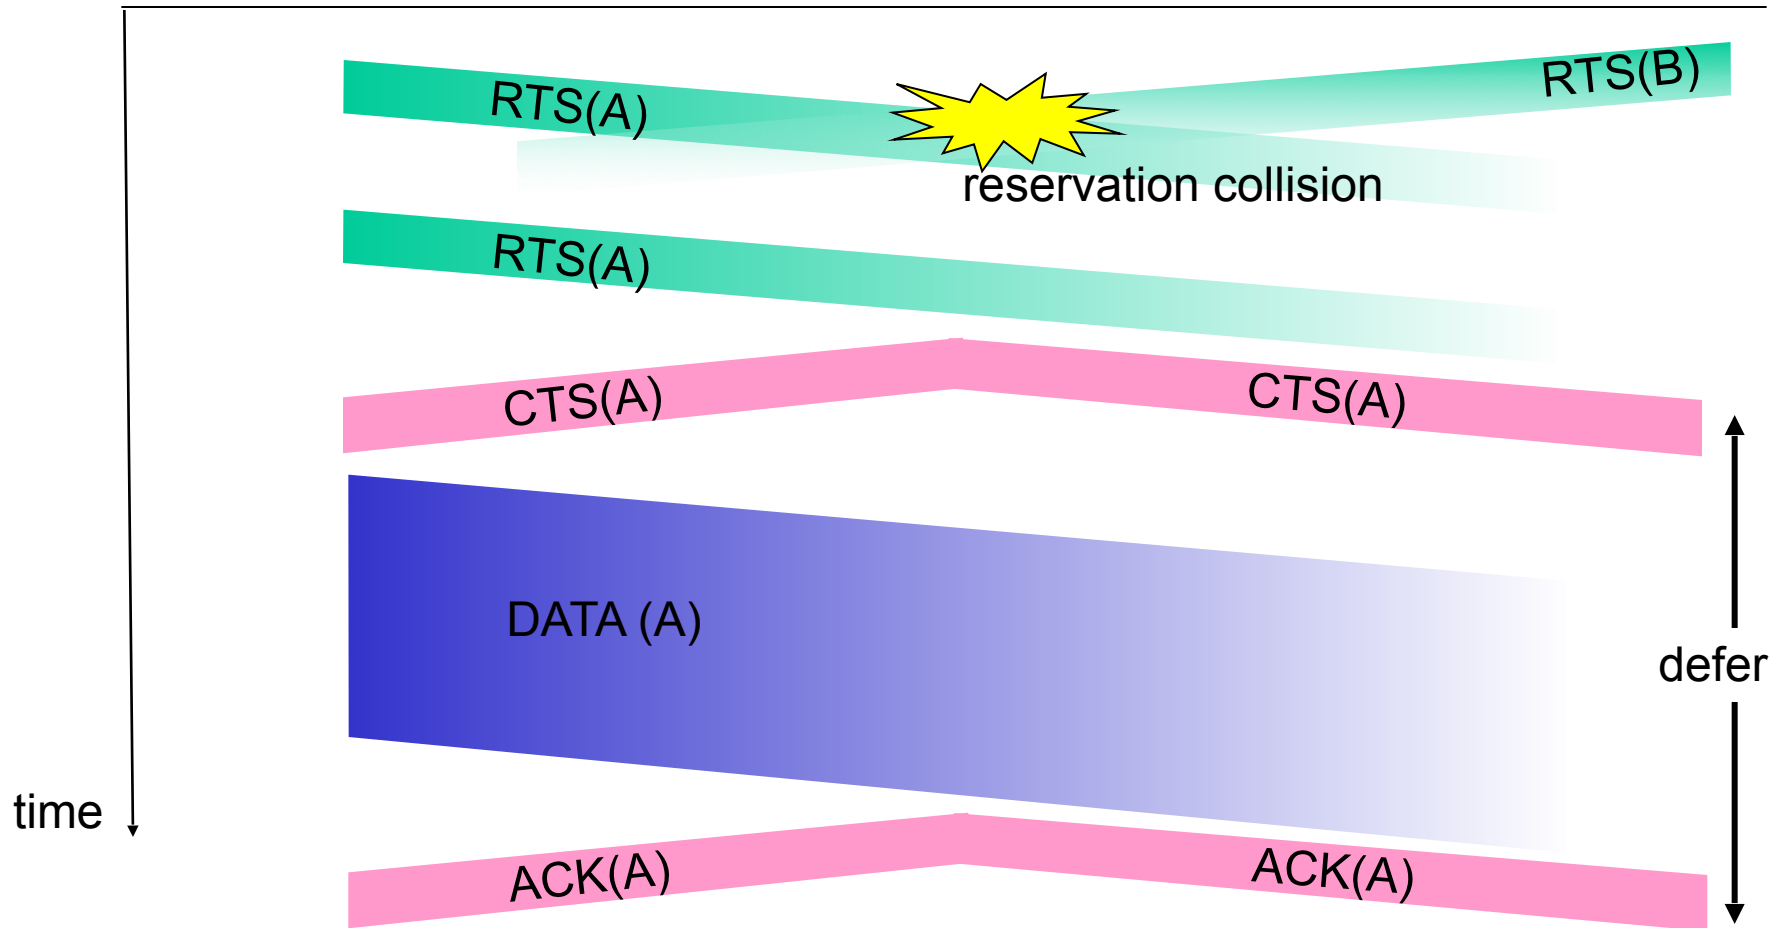 RTS(A)
RTS(B)
reservation collision
RTS(A)
CTS(A)
CTS(A)
DATA (A)
defer
time
ACK(A)
ACK(A)